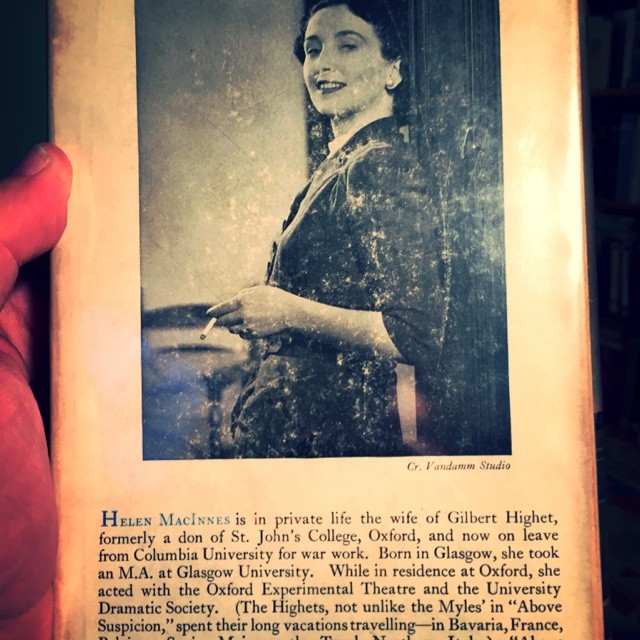 Cr. Vandamm Studio
HELEN MACINNES is in private life the wife of Gilbert Highet,
formerly a don of St. John's College, Oxford, and now on leave
from Columbia University for war work. Born in Glasgow, she took
an M.A. at Glasgow University. While in residence at Oxford, she
acted with the Oxford Experimental Theatre and the University
Dramatic Society. (The Highets, not unlike the Myles' in "Above
Suspicion," spent their long vacations travelling—in Bavaria, France,